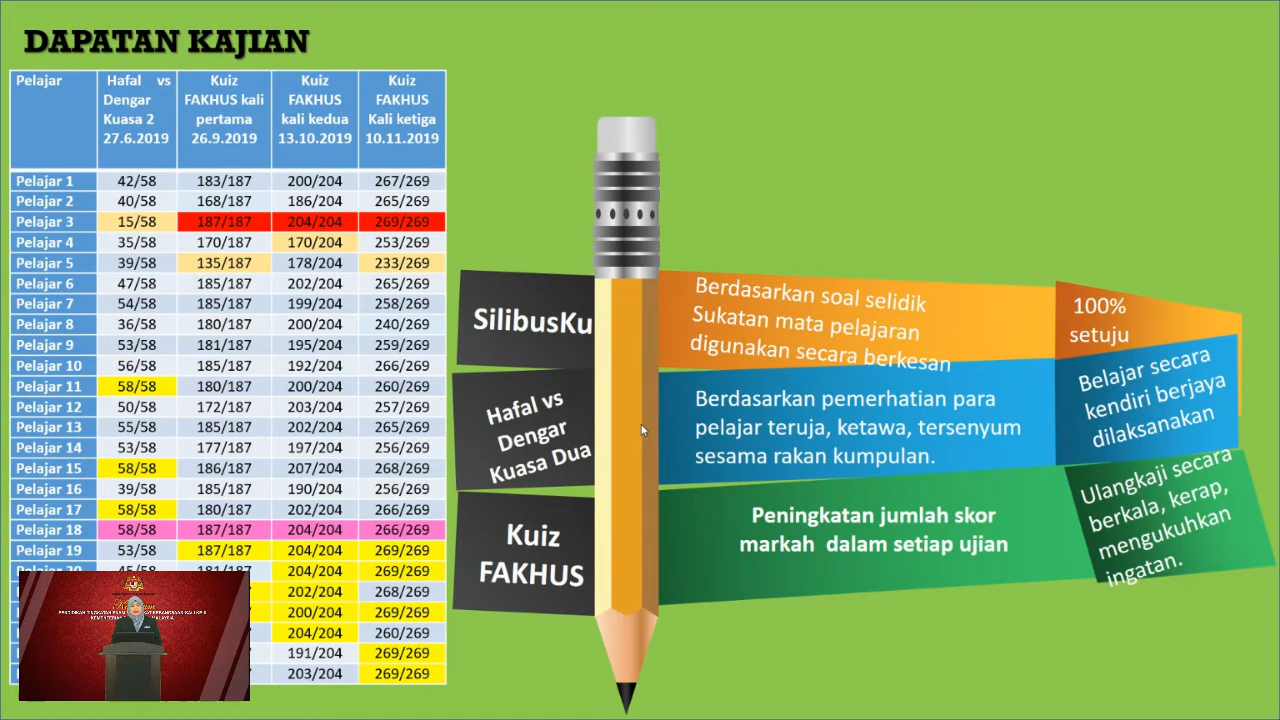 DAPATAN KAJIAN
Pelajar
Hafal vs Dengar Kuasa 2 27.6.2019
Kuiz FAKHUS kali pertama 26.9.2019
Kuiz FAKHUS kali kedua 13.10.2019
Kuiz FAKHUS Kali ketiga 10.11.2019
Pelajar 1 42/58 183/187 200/204 267/269
Pelajar 2 40/58 168/187 186/204 265/269
Pelajar 3 15/58 187/187 204/204 269/269
Pelajar 4 35/58 170/187 170/204 253/269
Pelajar 5 39/58 135/187 178/204 233/269
Pelajar 6 47/58 185/187 202/204 265/269
Pelajar 7 54/58 185/187 199/204 258/269
Pelajar 8 36/58 180/187 200/204 240/269
Pelajar 9 53/58 181/187 195/204 259/269
Pelajar 10 56/58 185/187 192/204 266/269
Pelajar 11 58/58 180/187 200/204 260/269
Pelajar 12 50/58 172/187 203/204 257/269
Pelajar 13 55/58 185/187 202/204 265/269
Pelajar 14 53/58 177/187 197/204 256/269
Pelajar 15 58/58 186/187 207/204 268/269
Pelajar 16 39/58 185/187 190/204 256/269
Pelajar 17 58/58 180/187 202/204 266/269
Pelajar 18 58/58 187/187 204/204 266/269
Pelajar 19 53/58 187/187 204/204 269/269
204/204 269/269
202/204 268/269
200/204 269/269
204/204 260/269
191/204 269/269
203/204 269/269
SilibusKu
Berdasarkan soal selidik
Sukatan mata pelajaran
digunakan secara berkesan
100%
setuju
Hafal vs
Dengar
Kuasa Dua
Berdasarkan pemerhatian para
pelajar teruja, ketawa, tersenyum
sesama rakan kumpulan.
Belajar secara
kendiri berjaya
dilaksanakan
Kuiz
FAKHUS
Peningkatan jumlah skor
markah dalam setiap ujian
Ulangkaji secara
berkala, kerap,
mengukuhkan
ingatan.